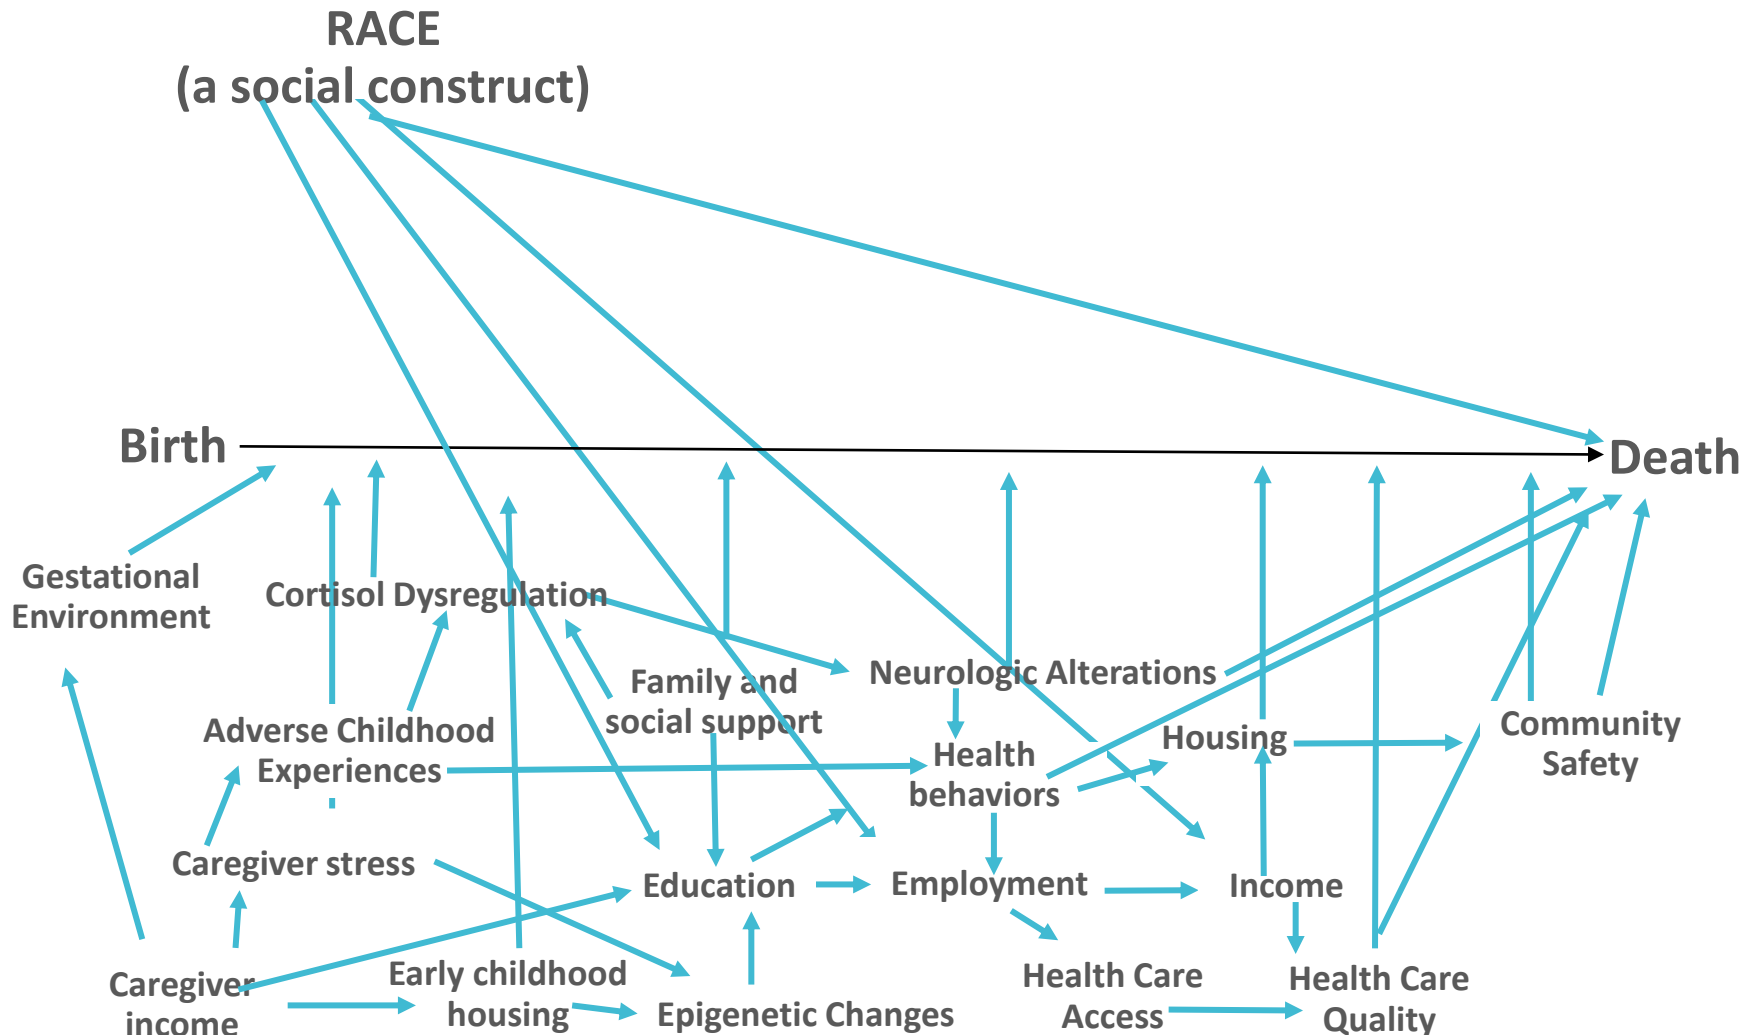 RACE
(a social construct)
Birth
Death
Gestational
Environment
Cortisol Dysregulation
Family and
social support
Neurologic Alterations
Adverse Childhood
Experiences
Health
behaviors
Housing
Community
Safety
Caregiver stress
Education
Employment
Income
Caregiver
income
Early childhood
housing
Epigenetic Changes
Health Care
Access
Health Care
Quality